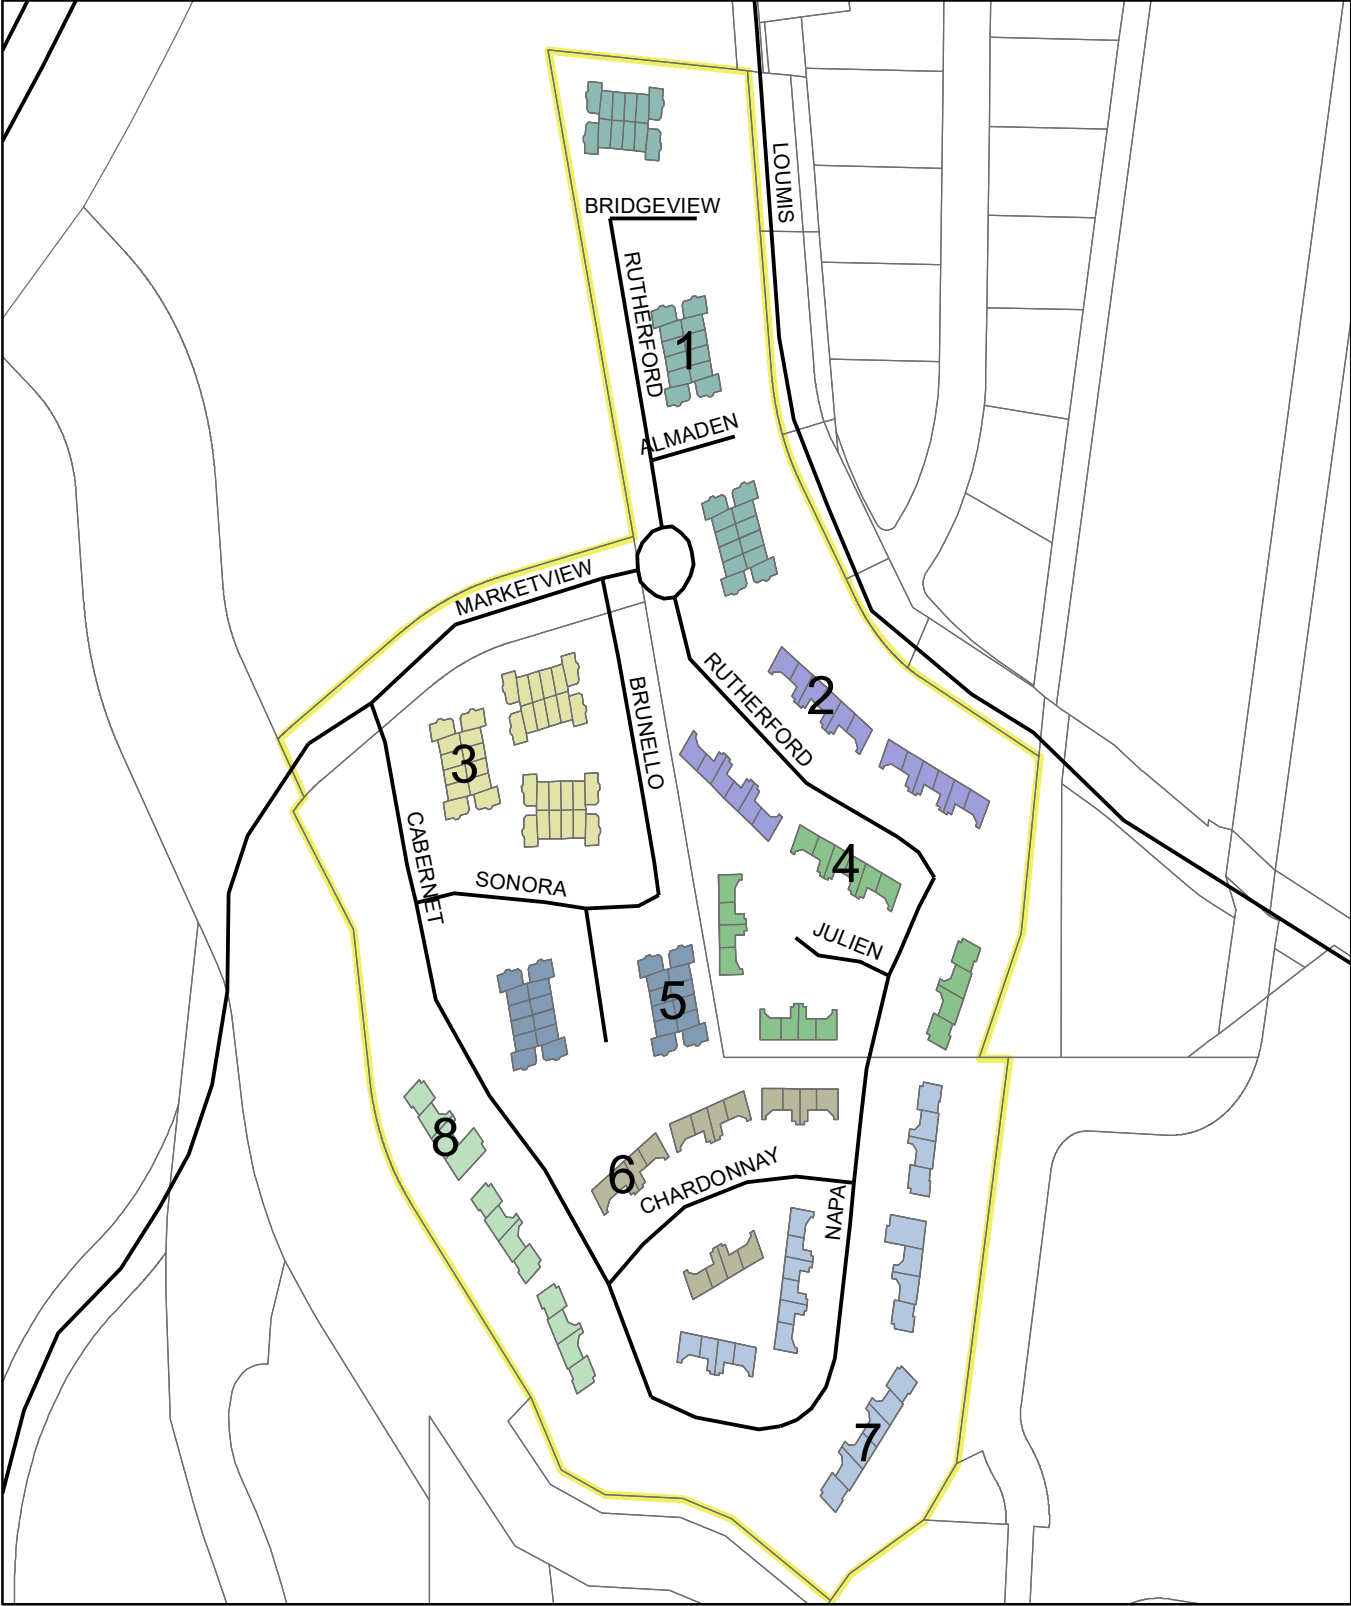 LOUMIS
BRIDGEVIEW
RUTHERFORD
1
ALMADEN
MARKETVIEW
RUTHERFORD
2
BRUNELLO
3
CABERNET
4
SONORA
JULIEN
5
8
6
CHARDONNAY
NAPA
7